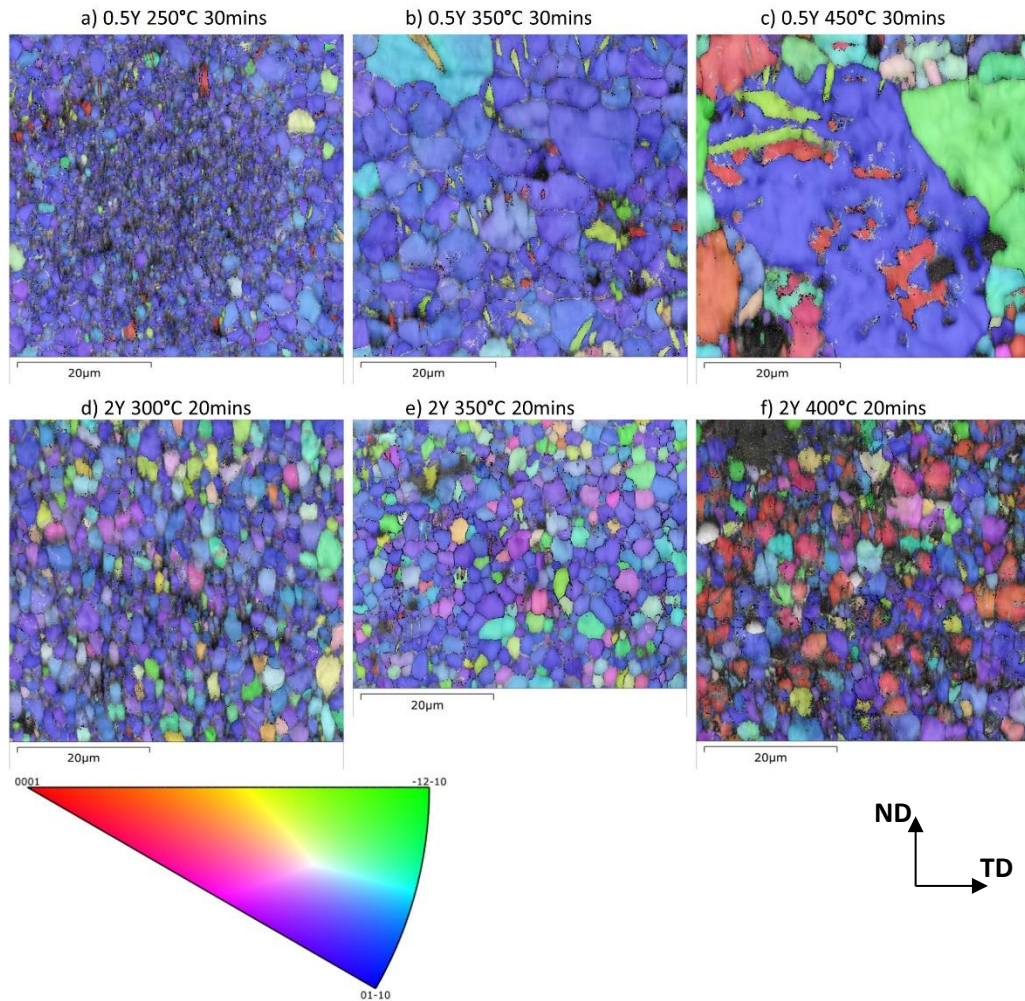 a) 0.5Y 250°C 30mins
b) 0.5Y 350°C 30mins
c) 0.5Y 450°C 30mins
20µm
20µm
20µm
d) 2Y 300°C 20mins
e) 2Y 350°C 20mins
f) 2Y 400°C 20mins
20µm
20µm
20µm
0001
-12-10
01-10
ND
TD